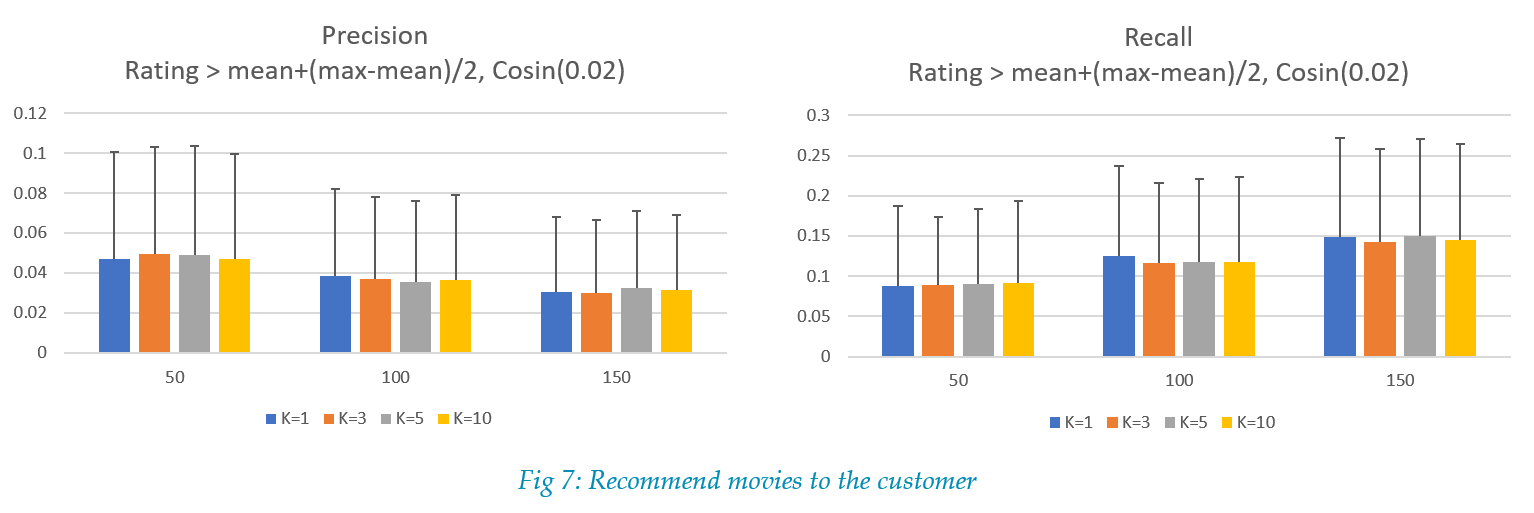 Precision
Rating > mean+(max-mean)/2, Cosin(0.02)
0.12
0.1
0.08
0.06
0.04
0.02
0
50 100 150
K=1 K=3 K=5 K=10
Recall
Rating > mean+(max-mean)/2, Cosin(0.02)
0.3
0.25
0.2
0.15
0.1
0.05
0
50 100 150
K=1 K=3 K=5 K=10
Fig 7: Recommend movies to the customer